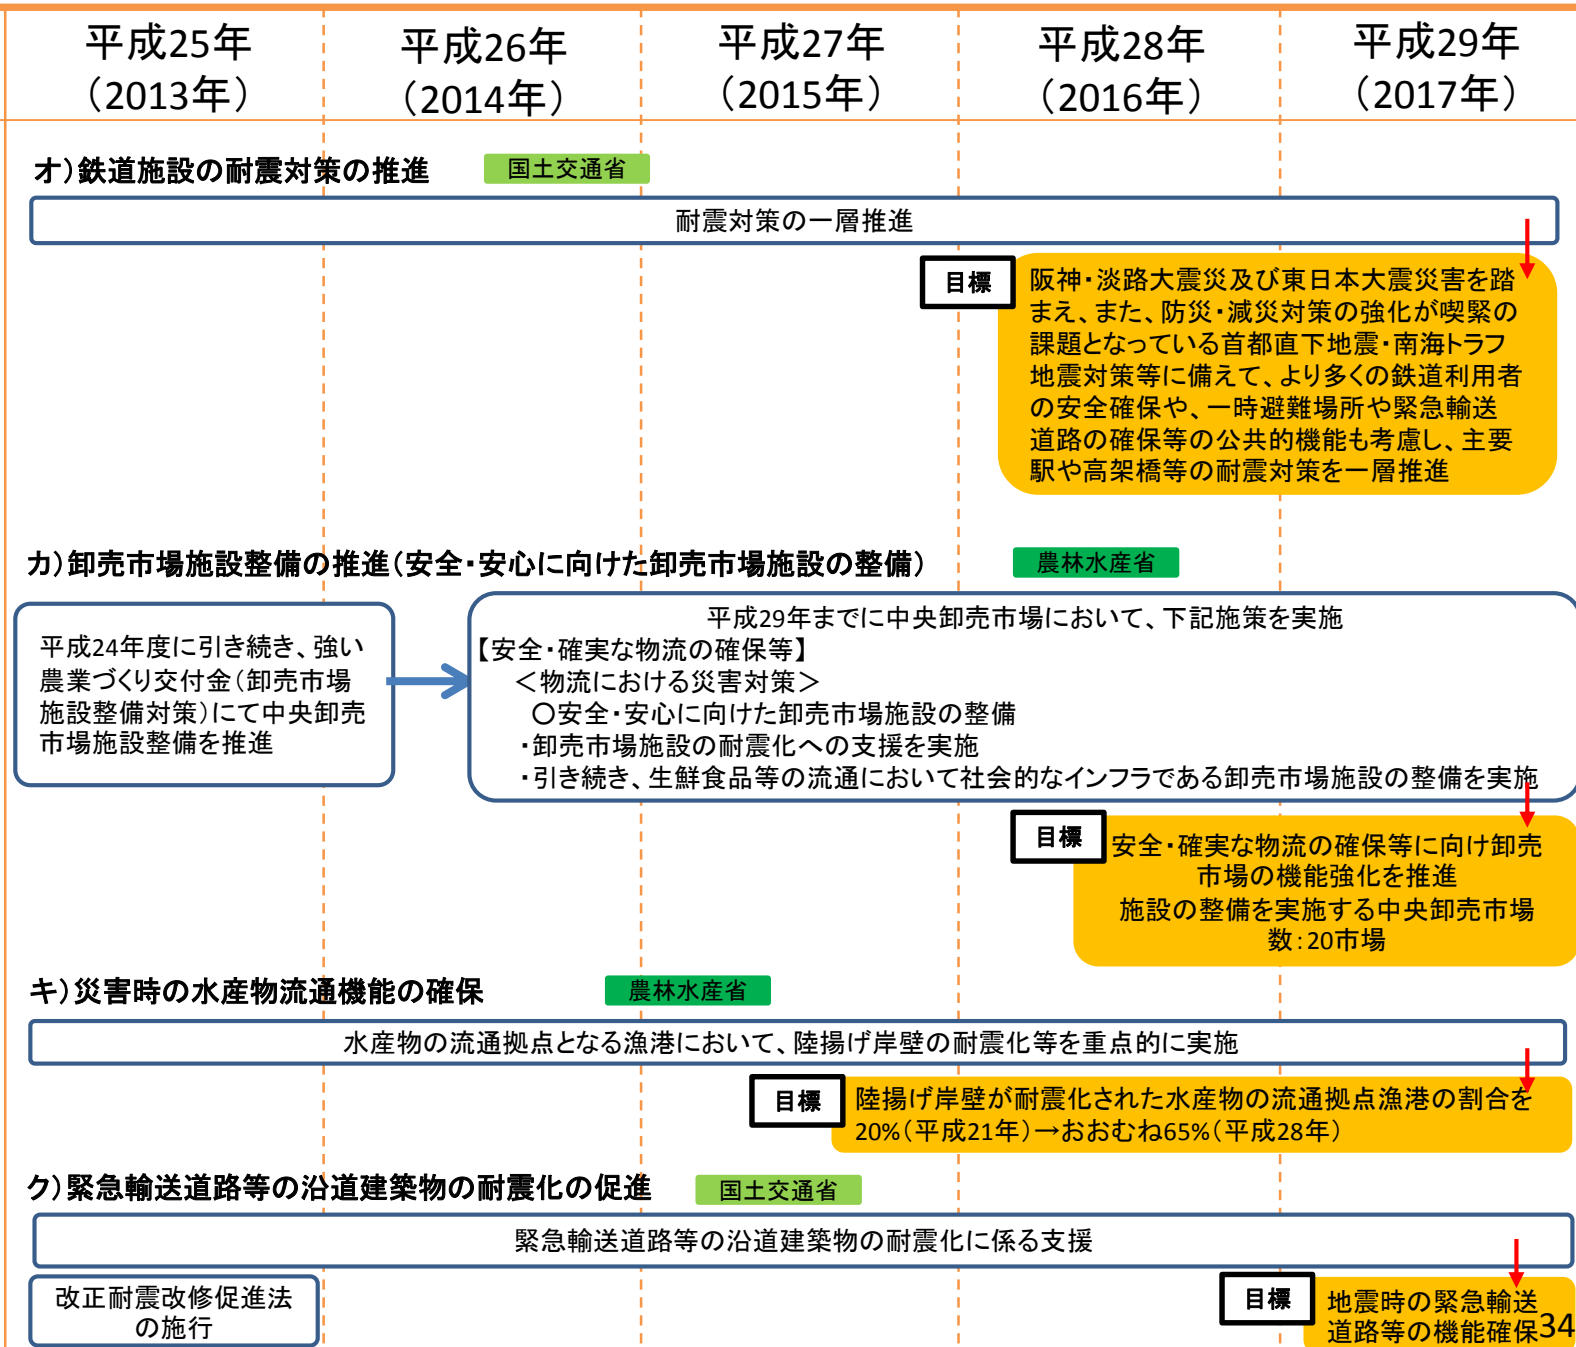 平成25年
（2013年）
平成26年
（2014年）
平成27年
（2015年）
平成28年
（2016年）
平成29年
（2017年）
オ）鉄道施設の耐震対策の推進
国土交通省
耐震対策の一層推進
目標
阪神・淡路大震災及び東日本大震災害を踏
まえ、また、防災・減災対策の強化が喫緊の
課題となっている首都直下地震・南海トラフ
地震対策等に備えて、より多くの鉄道利用者
の安全確保や、一時避難場所や緊急輸送
道路の確保等の公共的機能も考慮し、主要
駅や高架橋等の耐震対策を一層推進
カ）卸売市場施設整備の推進（安全・安心に向けた卸売市場施設の整備）
農林水産省
平成24年度に引き続き、強い
農業づくり交付金（卸売市場
施設整備対策）にて中央卸売
市場施設整備を推進
平成29年までに中央卸売市場において、下記施策を実施
【安全・確実な物流の確保等】
＜物流における災害対策＞
○安全・安心に向けた卸売市場施設の整備
・卸売市場施設の耐震化への支援を実施
・引き続き、生鮮食品等の流通において社会的なインフラである卸売市場施設の整備を実施
目標
安全・確実な物流の確保等に向け卸売
市場の機能強化を推進
施設の整備を実施する中央卸売市場
数：20市場
キ）災害時の水産物流通機能の確保
農林水産省
水産物の流通拠点となる漁港において、陸揚げ岸壁の耐震化等を重点的に実施
目標
陸揚げ岸壁が耐震化された水産物の流通拠点漁港の割合を
20%（平成21年）→おおむね65%（平成28年）
ク）緊急輸送道路等の沿道建築物の耐震化の促進
国土交通省
緊急輸送道路等の沿道建築物の耐震化に係る支援
改正耐震改修促進法
の施行
目標
地震時の緊急輸送
道路等の機能確保
34